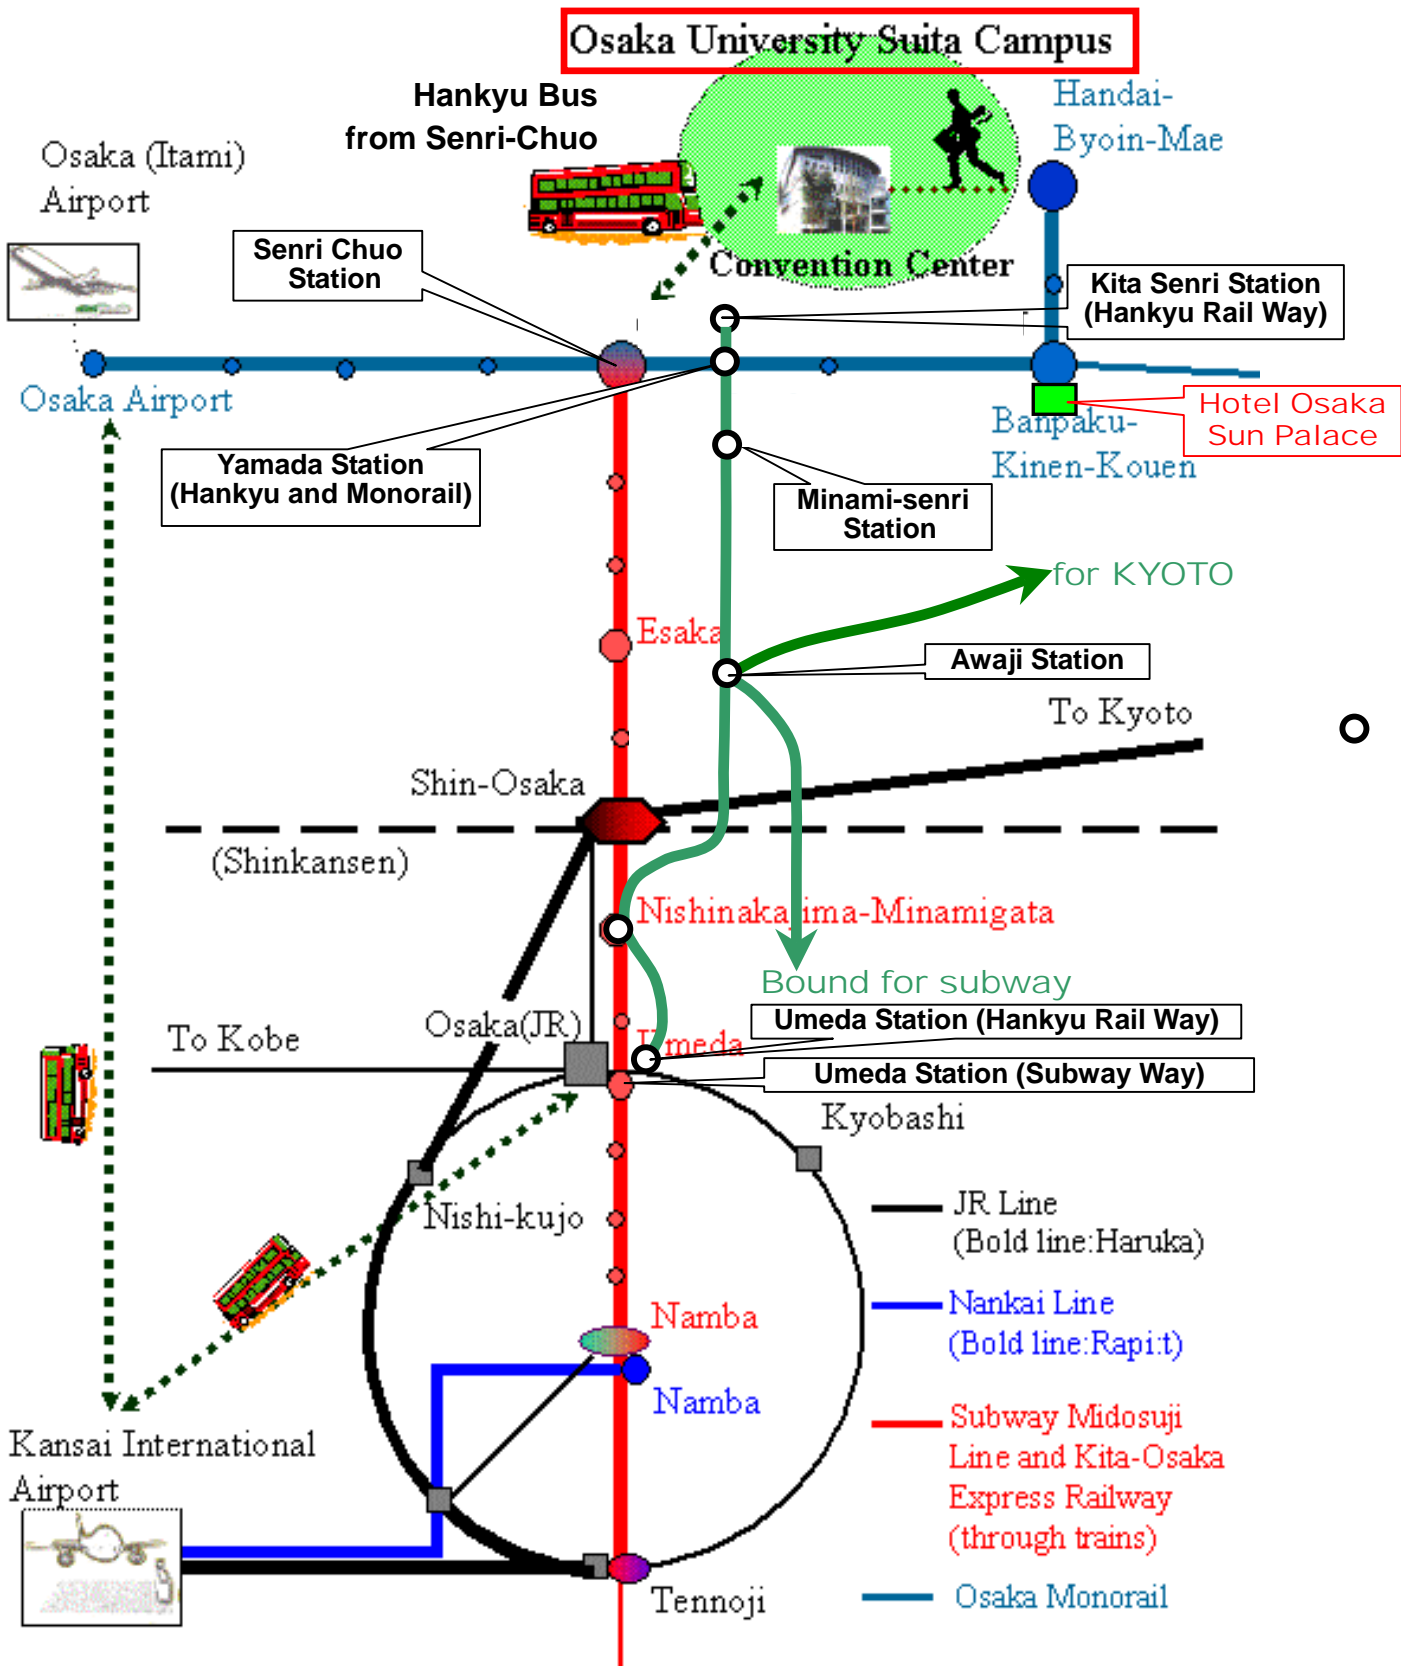 Osaka University Suita Campus
Hankyu Bus
from Senri-Chuo
Handai-
Byoin-Mae
Osaka (Itami)
Airport
Senri Chuo
Station
Convention Center
Kita Senri Station
(Hankyu Rail Way)
Osaka Airport
Hotel Osaka
Sun Palace
Banpaku-
Kinen-Kouen
Yamada Station
(Hankyu and Monorail)
Minami-senri
Station
for KYOTO
Esaka
Awaji Station
To Kyoto
Shin-Osaka
(Shinkansen)
Nishinakajima-Minamigata
Bound for subway
Osaka(JR)
To Kobe
Umeda
Umeda Station (Hankyu Rail Way)
Umeda Station (Subway Way)
Kyobashi
Nishi-kujo
JR Line
(Bold line:Haruka)
Nankai Line
(Bold line:Rapi:t)
Namba
Namba
Subway Midosuji
Line and Kita-Osaka
Express Railway
(through trains)
Kansai International
Airport
Tennoji
Osaka Monorail